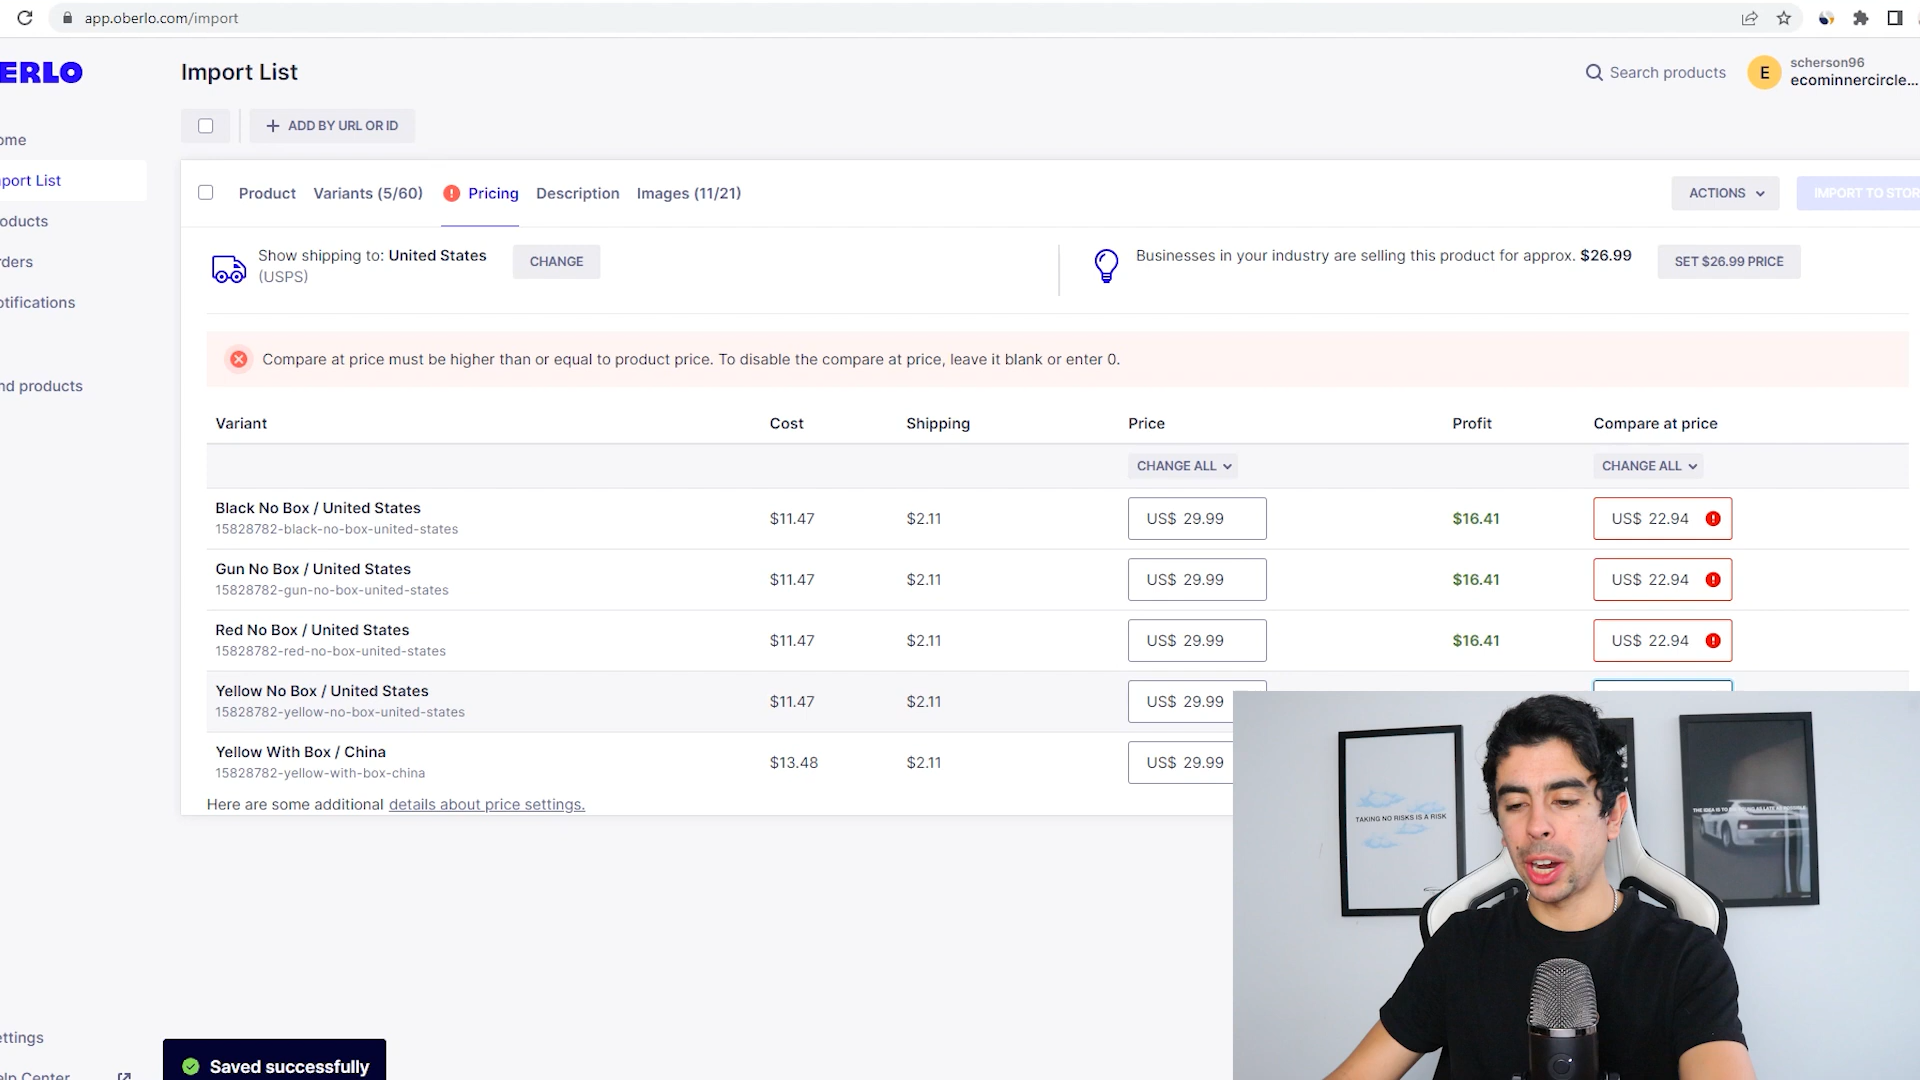 app.oberlo.com/import
ERLO
Import List
Search products
E
scherson96
ecominnercircle...
ADD BY URL OR ID
ome
port List
oducts
ders
otifications
nd products
ettings
elp Center
Product
Variants (5/60)
Pricing
Description
Images (11/21)
ACTIONS
IMPORT TO STOR
Show shipping to: United States
(USPS)
CHANGE
Businesses in your industry are selling this product for approx. $26.99
SET $26.99 PRICE
Compare at price must be higher than or equal to product price. To disable the compare at price, leave it blank or enter 0.
Variant Cost Shipping Price Profit Compare at price
CHANGE ALL CHANGE ALL
Black No Box / United States
15828782-black-no-box-united-states
$11.47 $2.11 US$ 29.99 $16.41 US$ 22.94
Gun No Box / United States
15828782-gun-no-box-united-states
$11.47 $2.11 US$ 29.99 $16.41 US$ 22.94
Red No Box / United States
15828782-red-no-box-united-states
$11.47 $2.11 US$ 29.99 $16.41 US$ 22.94
Yellow No Box / United States
15828782-yellow-no-box-united-states
$11.47 $2.11 US$ 29.99
Yellow With Box / China
15828782-yellow-with-box-china
$13.48 $2.11 US$ 29.99
Here are some additional details about price settings.
TAKING NO RISKS IS A RISK
Saved successfully